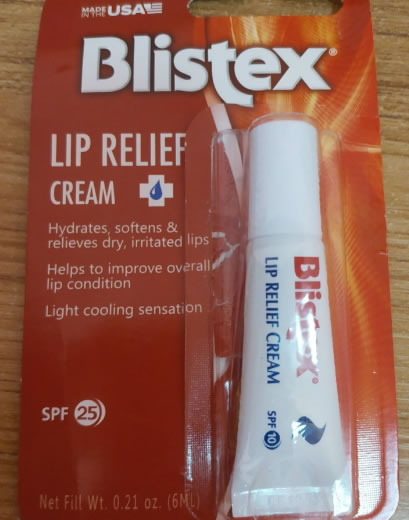 MADE IN THE USA
Blistex®
LIP RELIEF
CREAM
Hydrates, softens &
relieves dry, irritated lips
Helps to improve overall
lip condition
Light cooling sensation
SPF 25
Net Fill Wt. 0.21 oz. (6ML)
Blistex®
LIP RELIEF CREAM
SPF 10